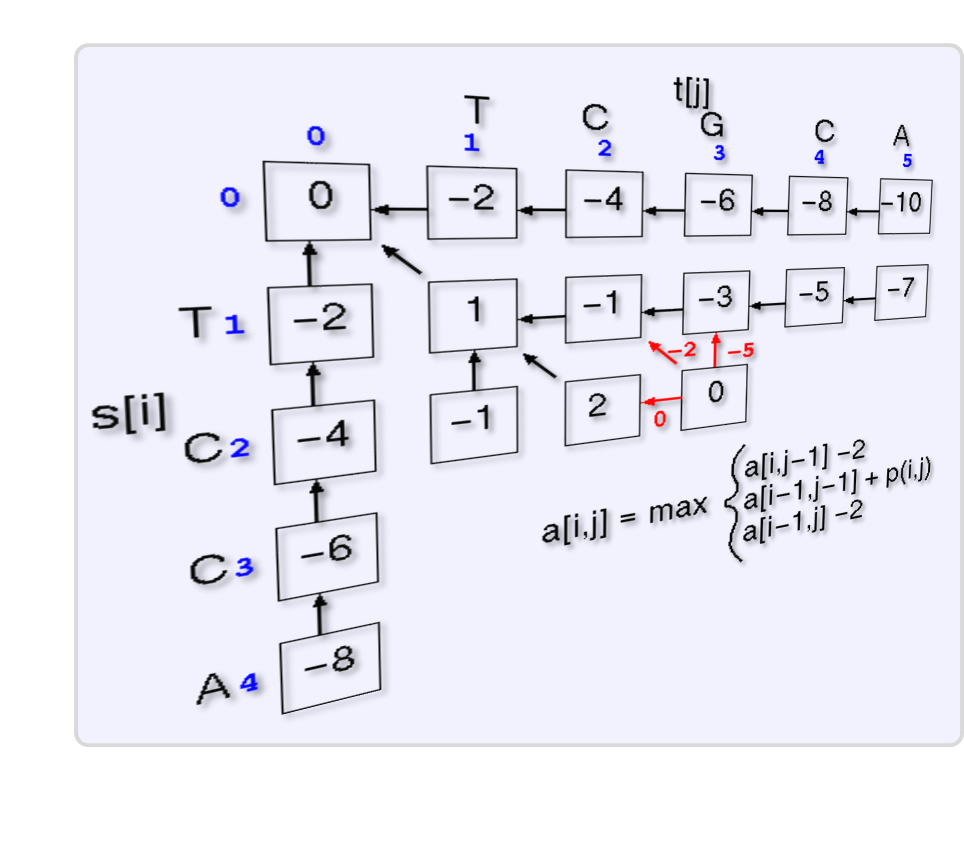 t[j]
T C G C A
0 1 2 3 4 5
0 0 −2 −4 −6 −8 −10
T 1 −2 1 −1 −3 −5 −7
−2 −5
s[i]
C 2 −4 −1 2 0
0
a[i,j] = max
a[i,j−1] −2
a[i−1,j−1] + p(i,j)
a[i−1,j] −2
C 3 −6
A 4 −8